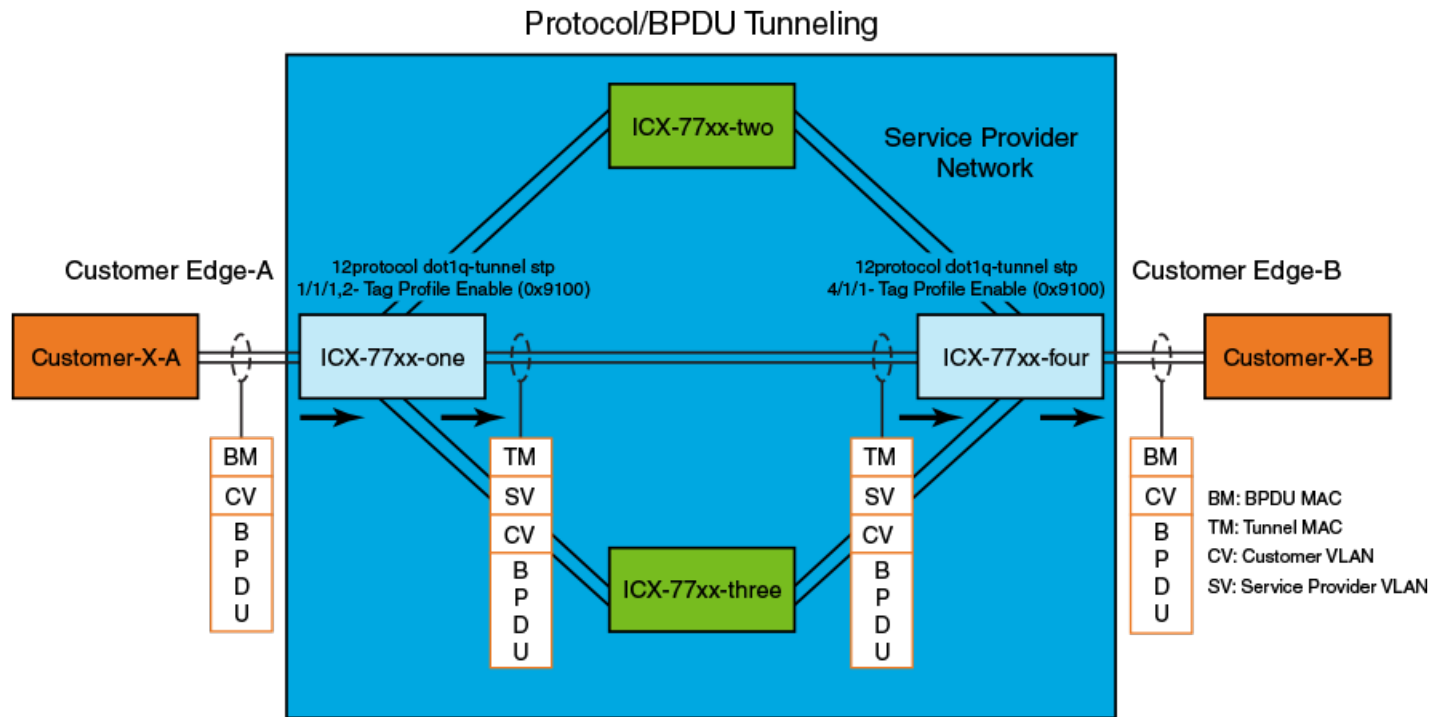 Protocol/BPDU Tunneling
ICX-77xx-two
Service Provider
Network
Customer Edge-A
12protocol dot1q-tunnel stp
1/1/1,2- Tag Profile Enable (0x9100)
12protocol dot1q-tunnel stp
4/1/1- Tag Profile Enable (0x9100)
Customer Edge-B
Customer-X-A
ICX-77xx-one
ICX-77xx-four
Customer-X-B
BM
CV
B
P
D
U
TM
SV
CV
B
P
D
U
ICX-77xx-three
TM
SV
CV
B
P
D
U
BM
CV
B
P
D
U
BM: BPDU MAC
TM: Tunnel MAC
CV: Customer VLAN
SV: Service Provider VLAN